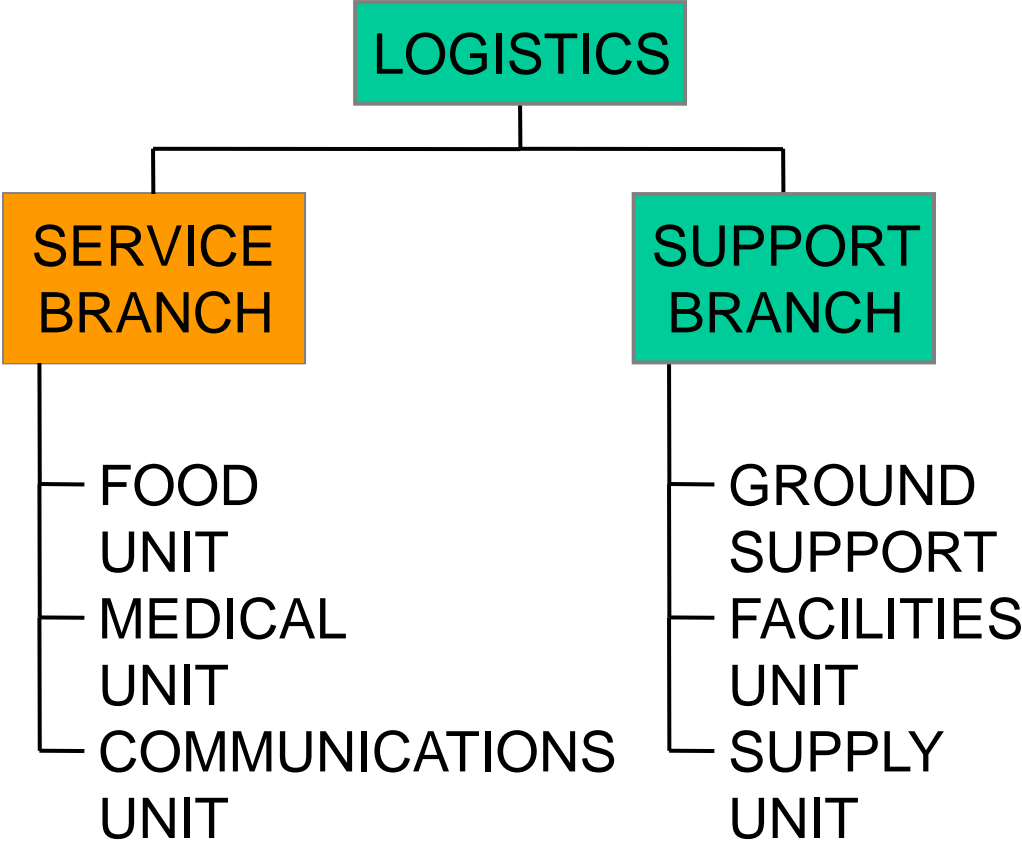 LOGISTICS
SERVICE
BRANCH
SUPPORT
BRANCH
FOOD
UNIT
MEDICAL
UNIT
COMMUNICATIONS
UNIT
GROUND
SUPPORT
FACILITIES
UNIT
SUPPLY
UNIT